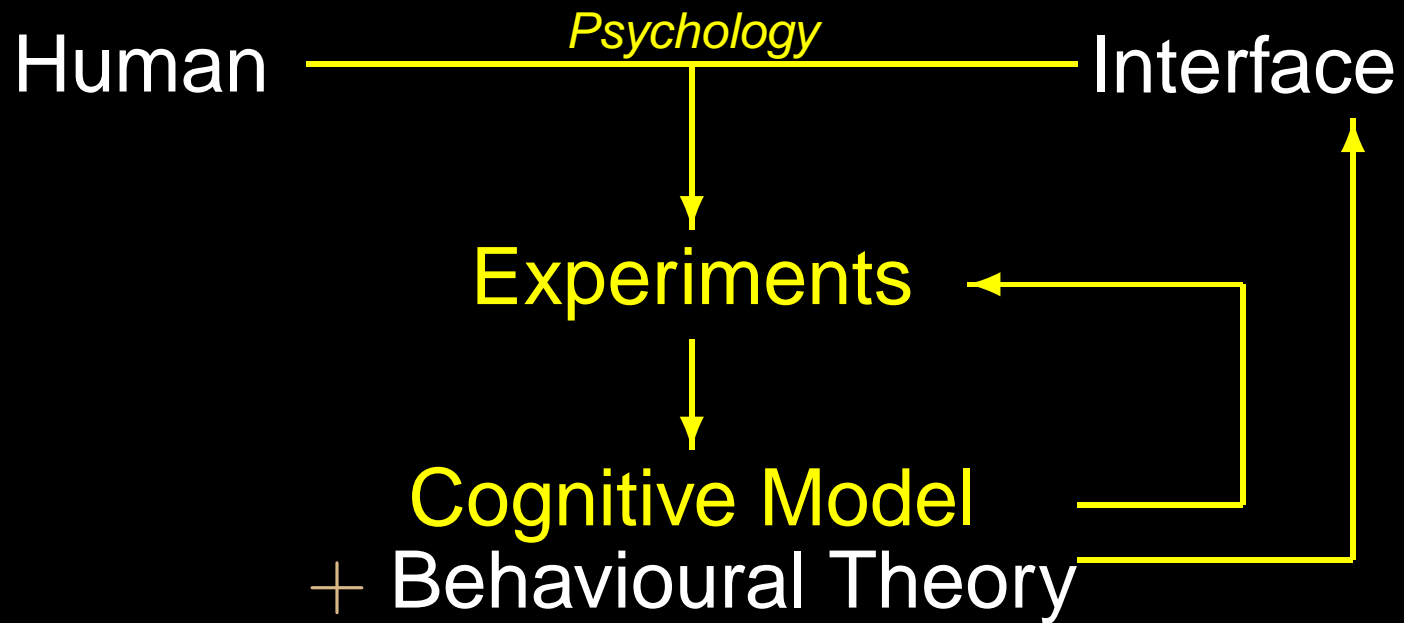 Psychology
Human Interface
Experiments
Cognitive Model
+ Behavioural Theory